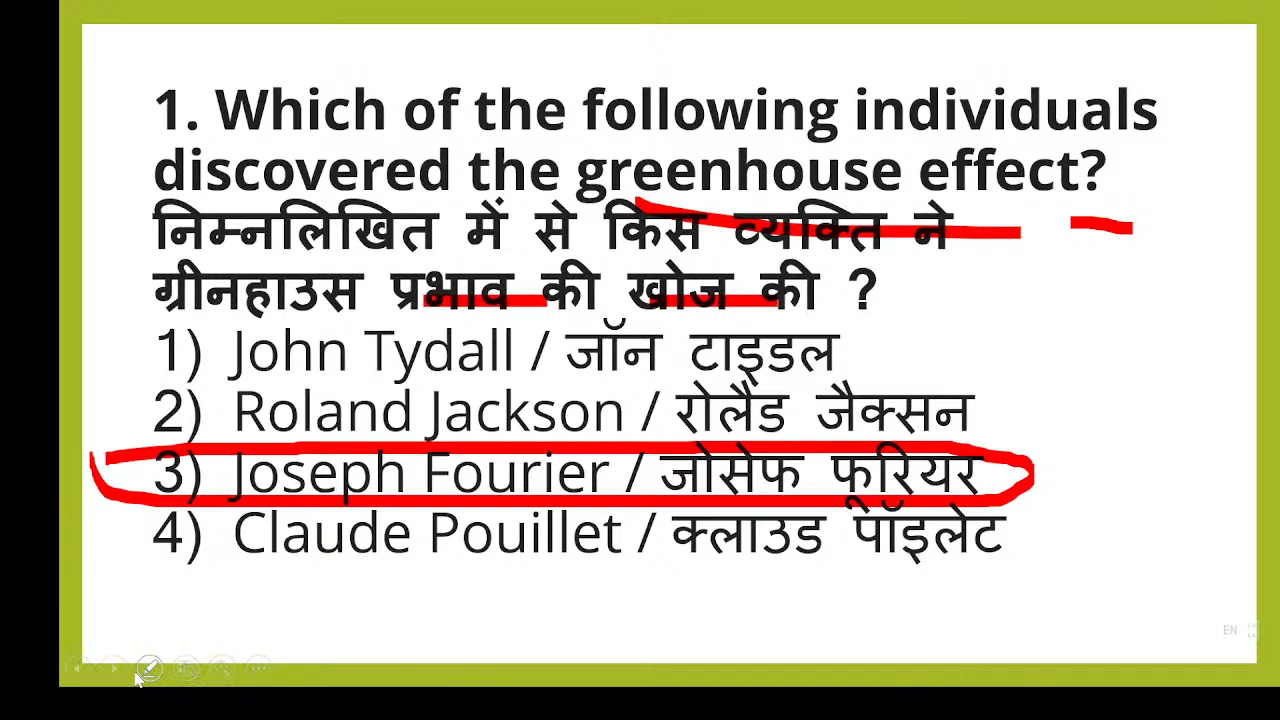 1. Which of the following individuals
discovered the greenhouse effect?
निम्नलिखित में से किस व्यक्ति ने
ग्रीनहाउस प्रभाव की खोज की ?
1) John Tydall / जॉन टाइडल
2) Roland Jackson / रोलैंड जैक्सन
3) Joseph Fourier / जोसेफ फूरियर
4) Claude Pouillet / क्लाउड पॉइलेट
EN